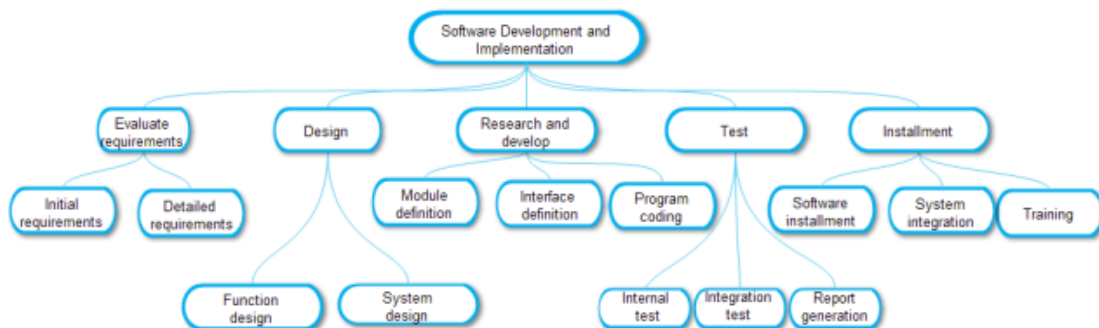 Software Development and
Implementation
Evaluate
requirements
Design
Research and
develop
Test
Installment
Initial
requirements
Detailed
requirements
Module
definition
Interface
definition
Program
coding
Software
installment
System
integration
Training
Function
design
System
design
Internal
test
Integration
test
Report
generation